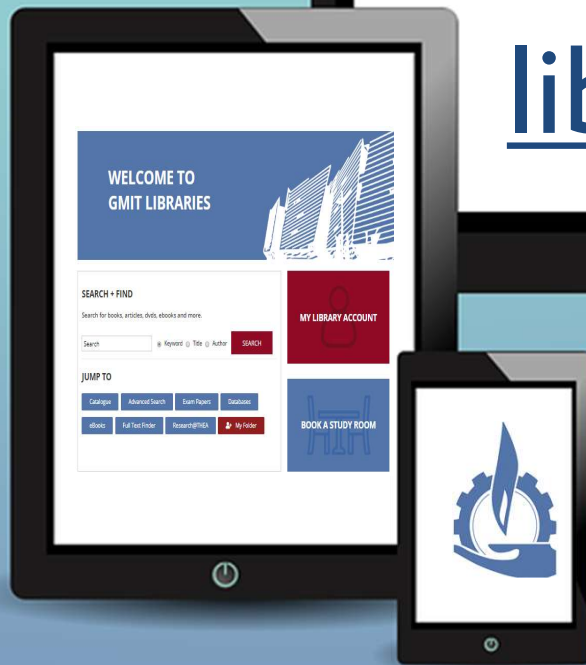 WELCOME TO
GMIT LIBRARIES
SEARCH + FIND
Search for books, articles, dvds, ebooks and more.
Search Keyword Title Author SEARCH
JUMP TO
Catalogue Advanced Search Exam Papers Databases
eBooks Full Text Finder Research@THEA My Folder
MY LIBRARY ACCOUNT
BOOK A STUDY ROOM